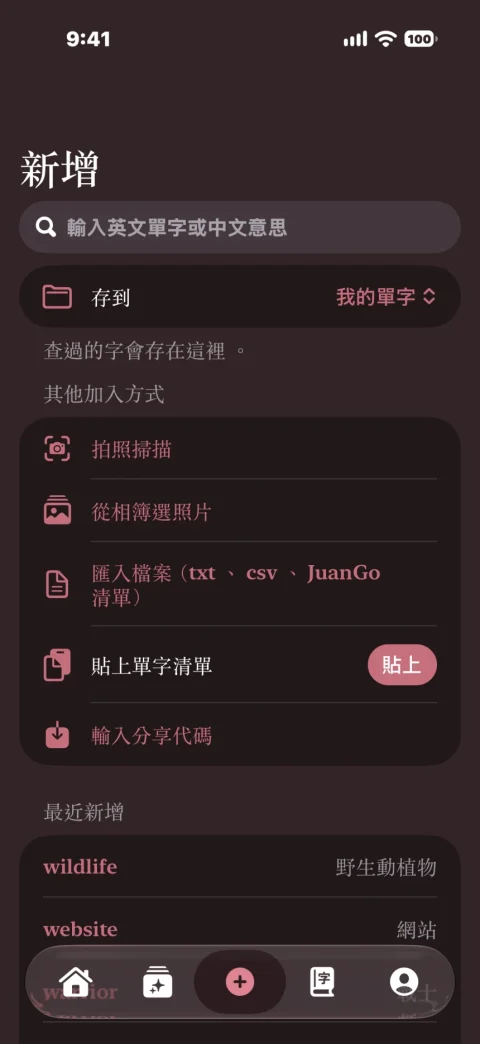 9:41
100
新增
輸入英文單字或中文意思
存到
我的單字
查過的字會存在這裡 。
其他加入方式
拍照掃描
從相簿選照片
匯入檔案（txt 、 csv 、 JuanGo
清單）
貼上單字清單
貼上
輸入分享代碼
最近新增
wildlife
野生動植物
website
網站
warrior
戰士
字